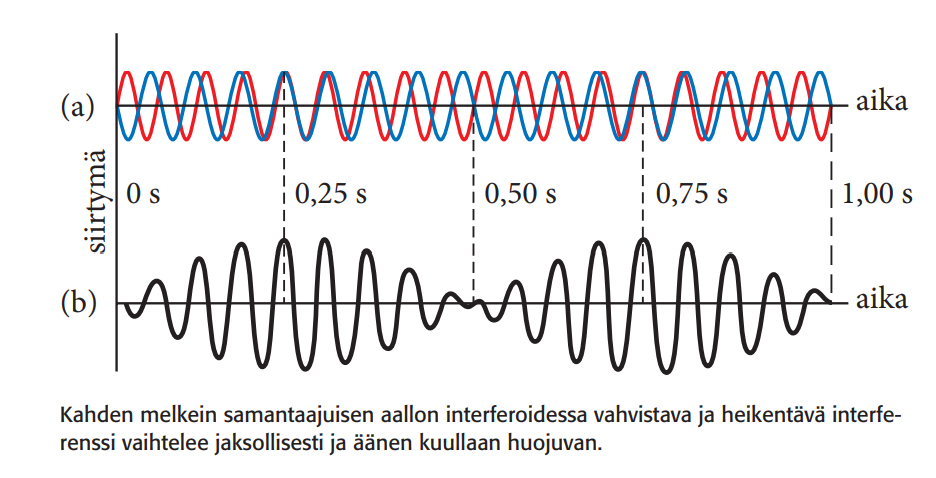 (a)
aika
siirtymä
0 s
0,25 s
0,50 s
0,75 s
1,00 s
(b)
aika
Kahden melkein samantaajuisen aallon interferoidessa vahvistava ja heikentävä interfe-
renssi vaihtelee jaksollisesti ja äänen kuullaan huojuvan.